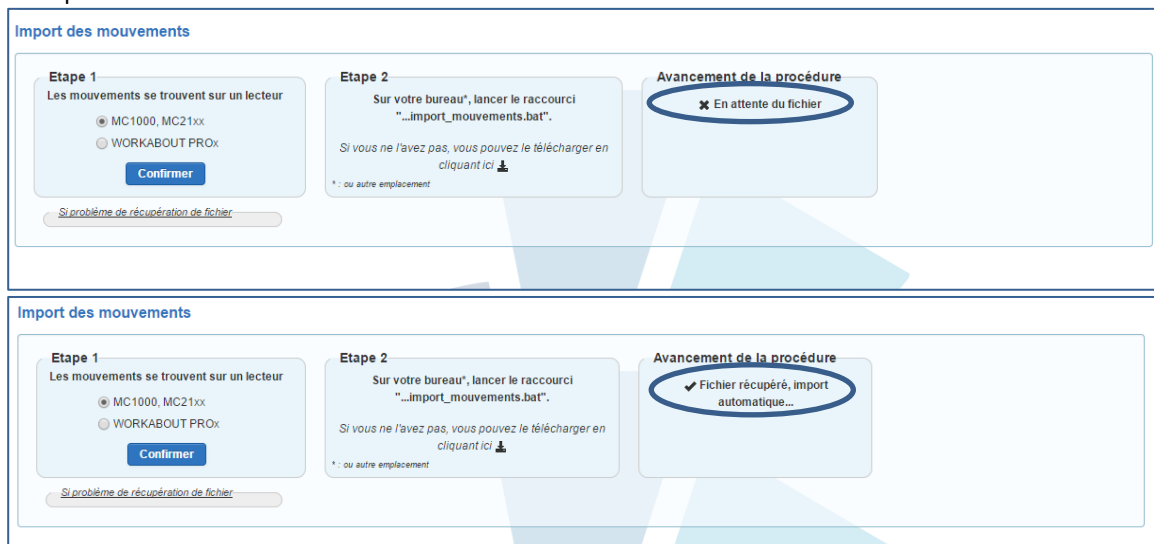 Import des mouvements
Etape 1
Les mouvements se trouvent sur un lecteur
MC1000, MC21xx
WORKABOUT PROx
Confirmer
Si problème de récupération de fichier
Etape 2
Sur votre bureau*, lancer le raccourci
"...import_mouvements.bat".
Si vous ne l'avez pas, vous pouvez le télécharger en
cliquant ici
* : ou autre emplacement
Avancement de la procédure
En attente du fichier
Import des mouvements
Etape 1
Les mouvements se trouvent sur un lecteur
MC1000, MC21xx
WORKABOUT PROx
Confirmer
Si problème de récupération de fichier
Etape 2
Sur votre bureau*, lancer le raccourci
"...import_mouvements.bat".
Si vous ne l'avez pas, vous pouvez le télécharger en
cliquant ici
* : ou autre emplacement
Avancement de la procédure
Fichier récupéré, import
automatique...